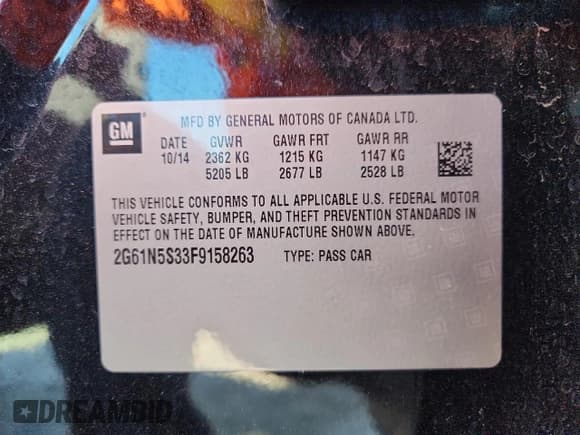 GM
MFD BY GENERAL MOTORS OF CANADA LTD.
DATE GVWR GAWR FRT GAWR RR
10/14 2362 KG 1215 KG 1147 KG
5205 LB 2677 LB 2528 LB
THIS VEHICLE CONFORMS TO ALL APPLICABLE U.S. FEDERAL MOTOR
VEHICLE SAFETY, BUMPER, AND THEFT PREVENTION STANDARDS IN
EFFECT ON THE DATE OF MANUFACTURE SHOWN ABOVE.
2G61N5S33F9158263 TYPE: PASS CAR
DREAMBID